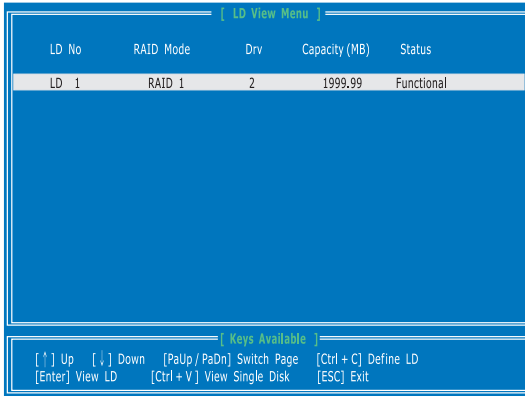 [ LD View Menu ]
LD No RAID Mode Drv Capacity (MB) Status
LD 1 RAID 1 2 1999.99 Functional
[ Keys Available ]
[↑] Up [↓] Down [PaUp / PaDn] Switch Page [Ctrl + C] Define LD
[Enter] View LD [Ctrl + V ] View Single Disk [ESC] Exit